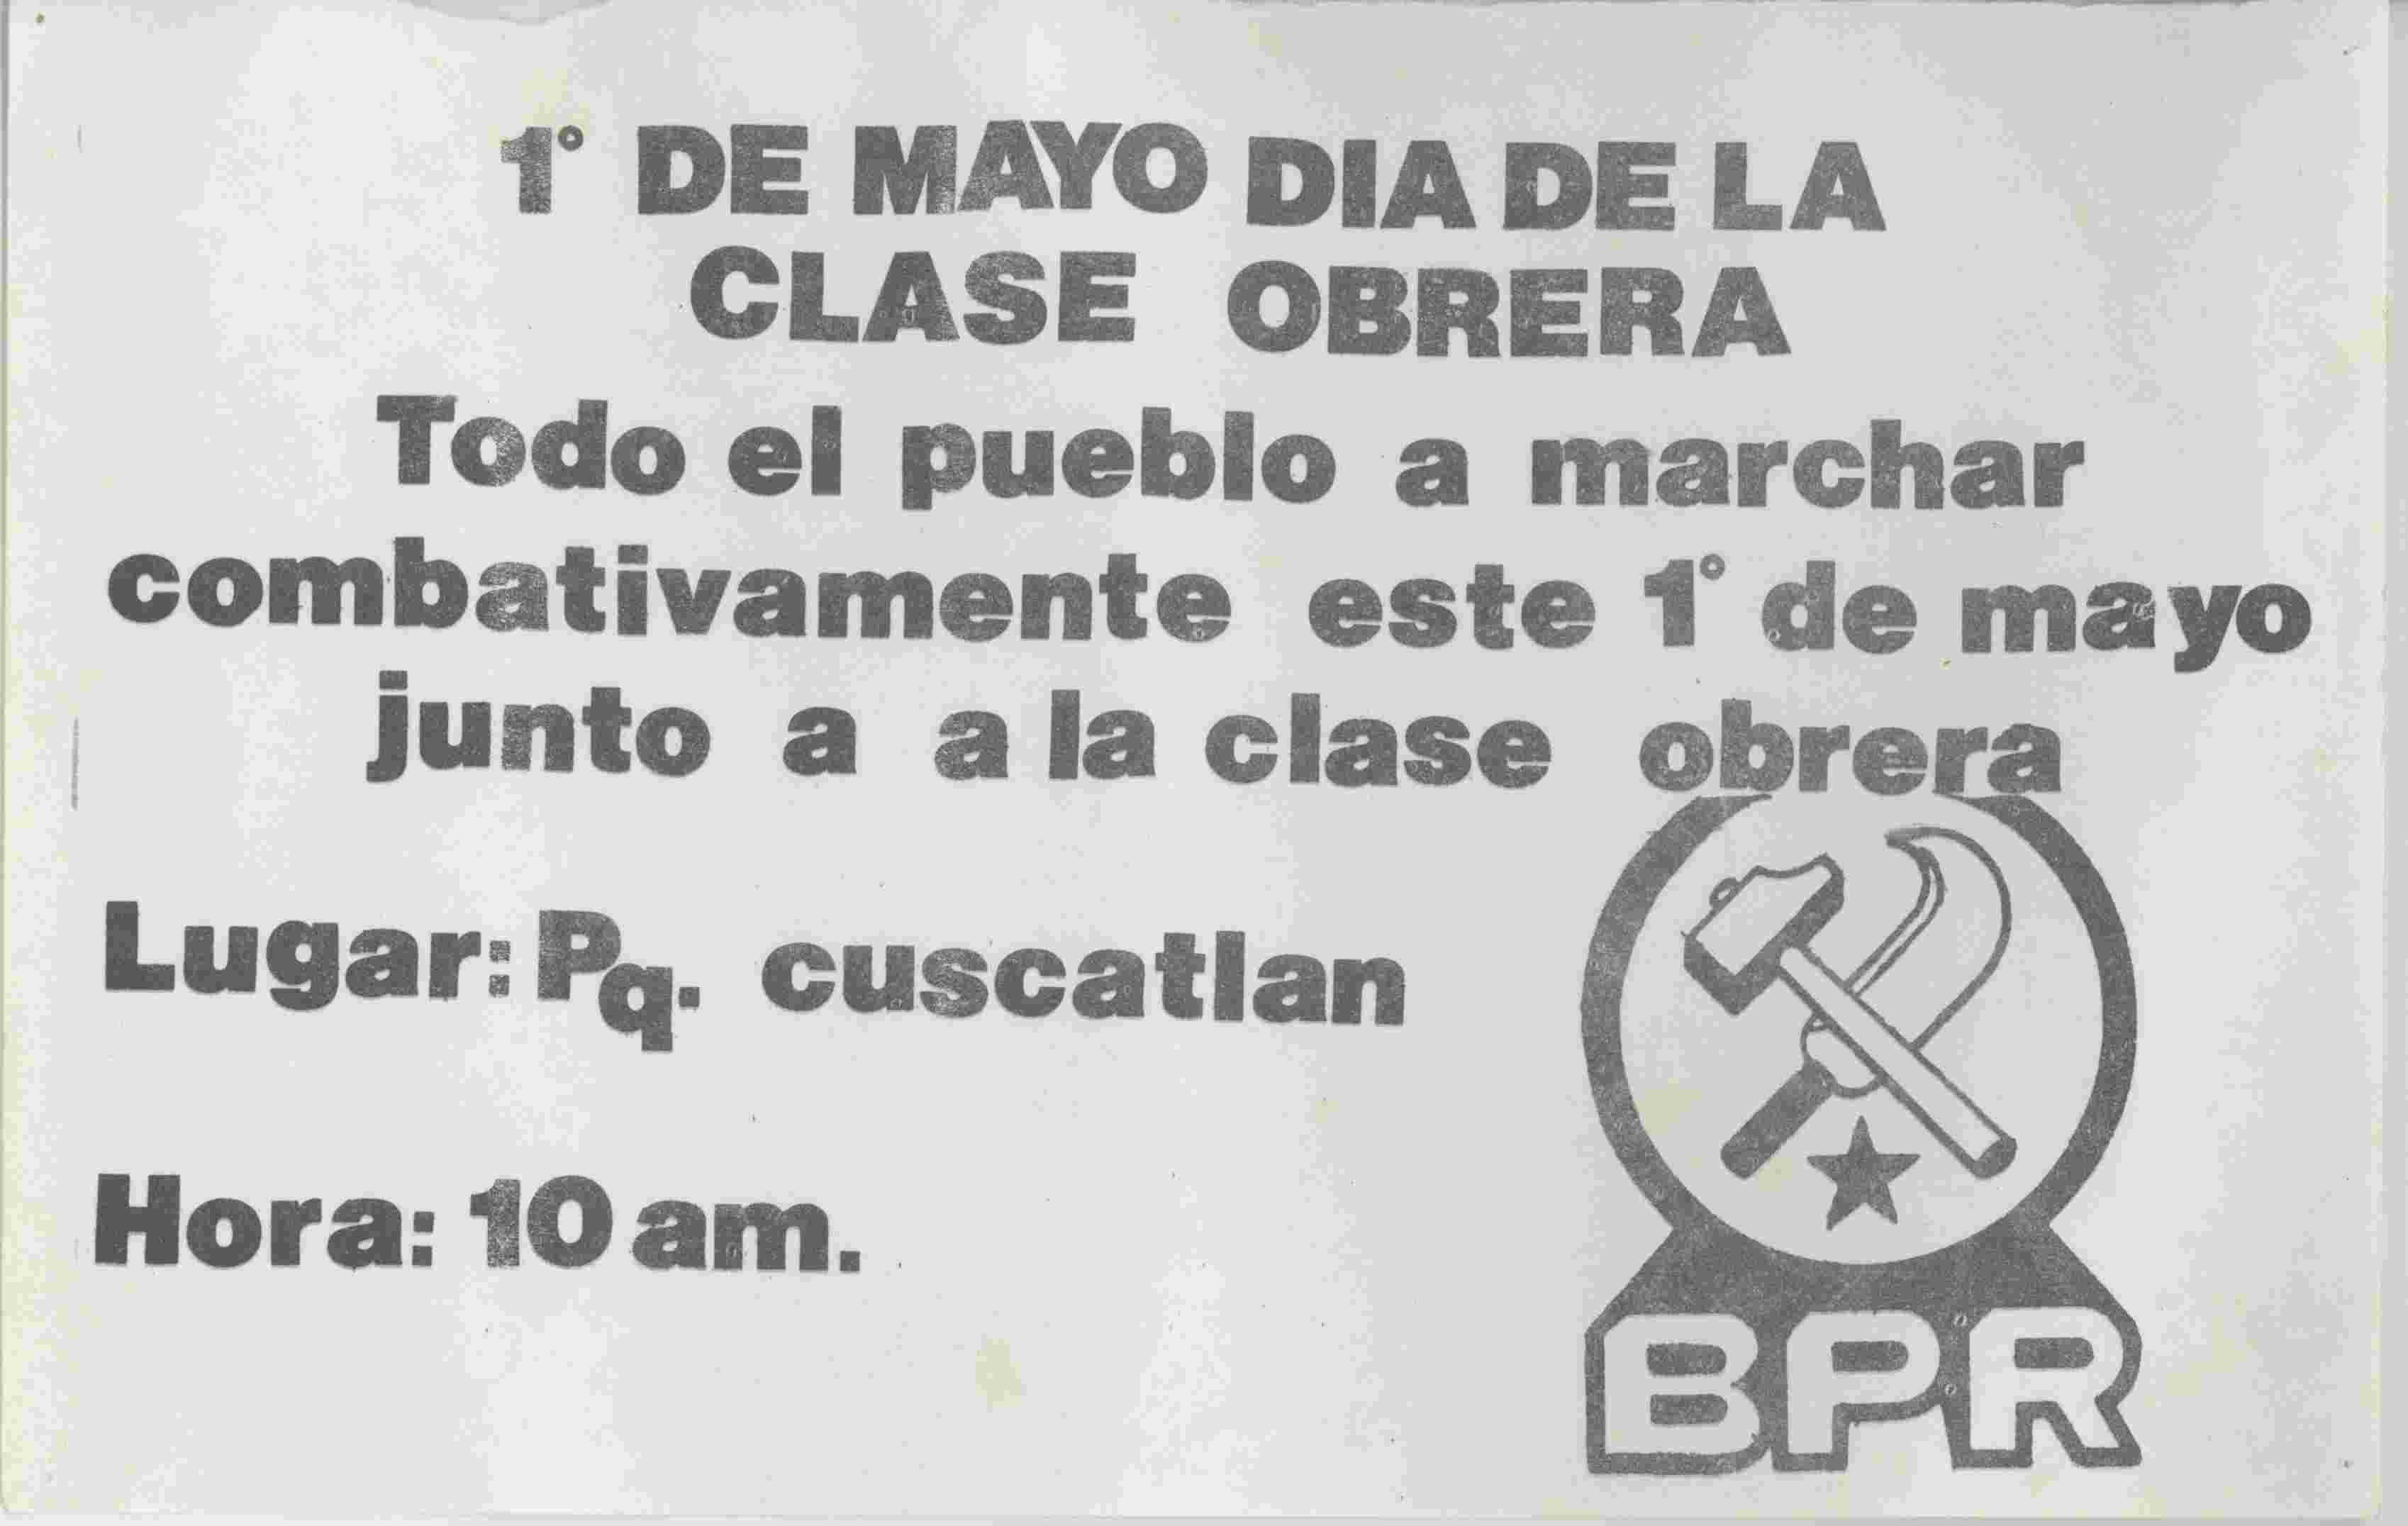 1° DE MAYO DIA DE LA
CLASE OBRERA
Todo el pueblo a marchar
combativamente este 1° de mayo
junto a a la clase obrera
Lugar: Pq. cuscatlan
Hora: 10 am.
BPR